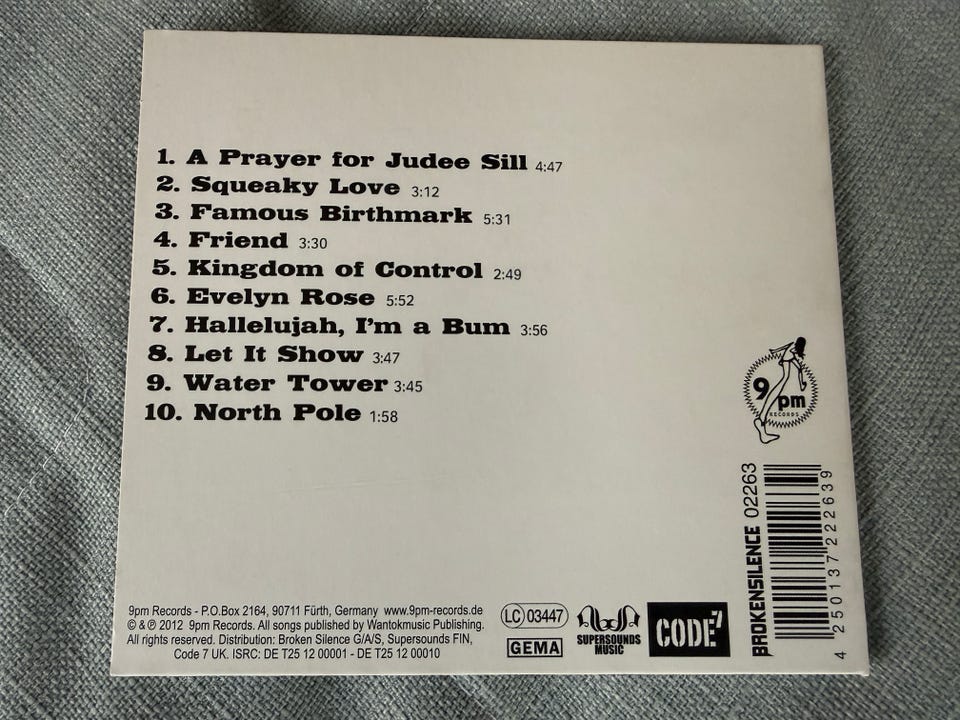 1. A Prayer for Judee Sill 4:47
2. Squeaky Love 3:12
3. Famous Birthmark 5:31
4. Friend 3:30
5. Kingdom of Control 2:49
6. Evelyn Rose 5:52
7. Hallelujah, I'm a Bum 3:56
8. Let It Show 3:47
9. Water Tower 3:45
10. North Pole 1:58
9 pm
RECORDS
BROKENSILENCE 02263
4 250137 222639
9pm Records - P.O.Box 2164, 90711 Fürth, Germany www.9pm-records.de
© & ℗ 2012 9pm Records. All songs published by Wantokmusic Publishing.
All rights reserved. Distribution: Broken Silence G/A/S, Supersounds FIN,
Code 7 UK. ISRC: DE T25 12 00001 - DE T25 12 00010
LC 03447
GEMA
SUPERSOUNDS
MUSIC
CODE7